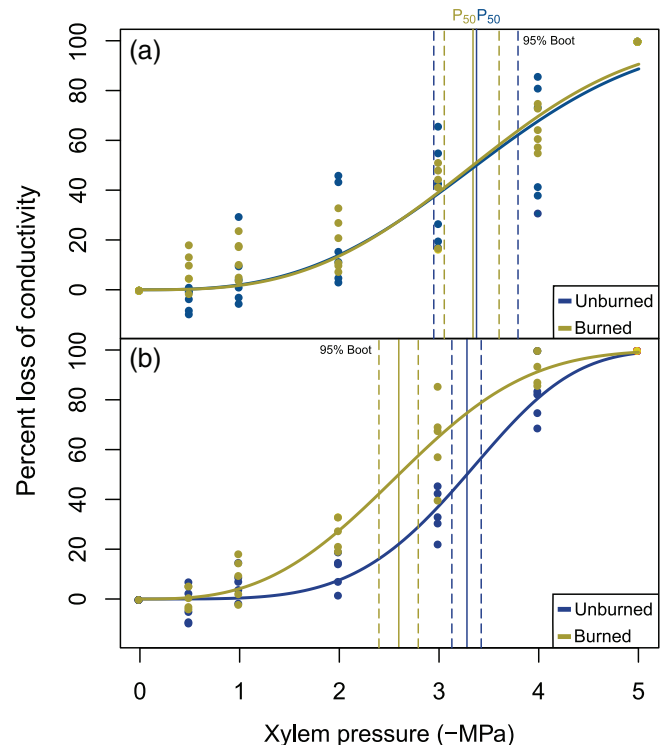 P50P50
(a)
95% Boot
100
80
60
40
20
0
Unburned
Burned
(b)
95% Boot
100
80
60
40
20
0
Unburned
Burned
0 1 2 3 4 5
Percent loss of conductivity
Xylem pressure (−MPa)